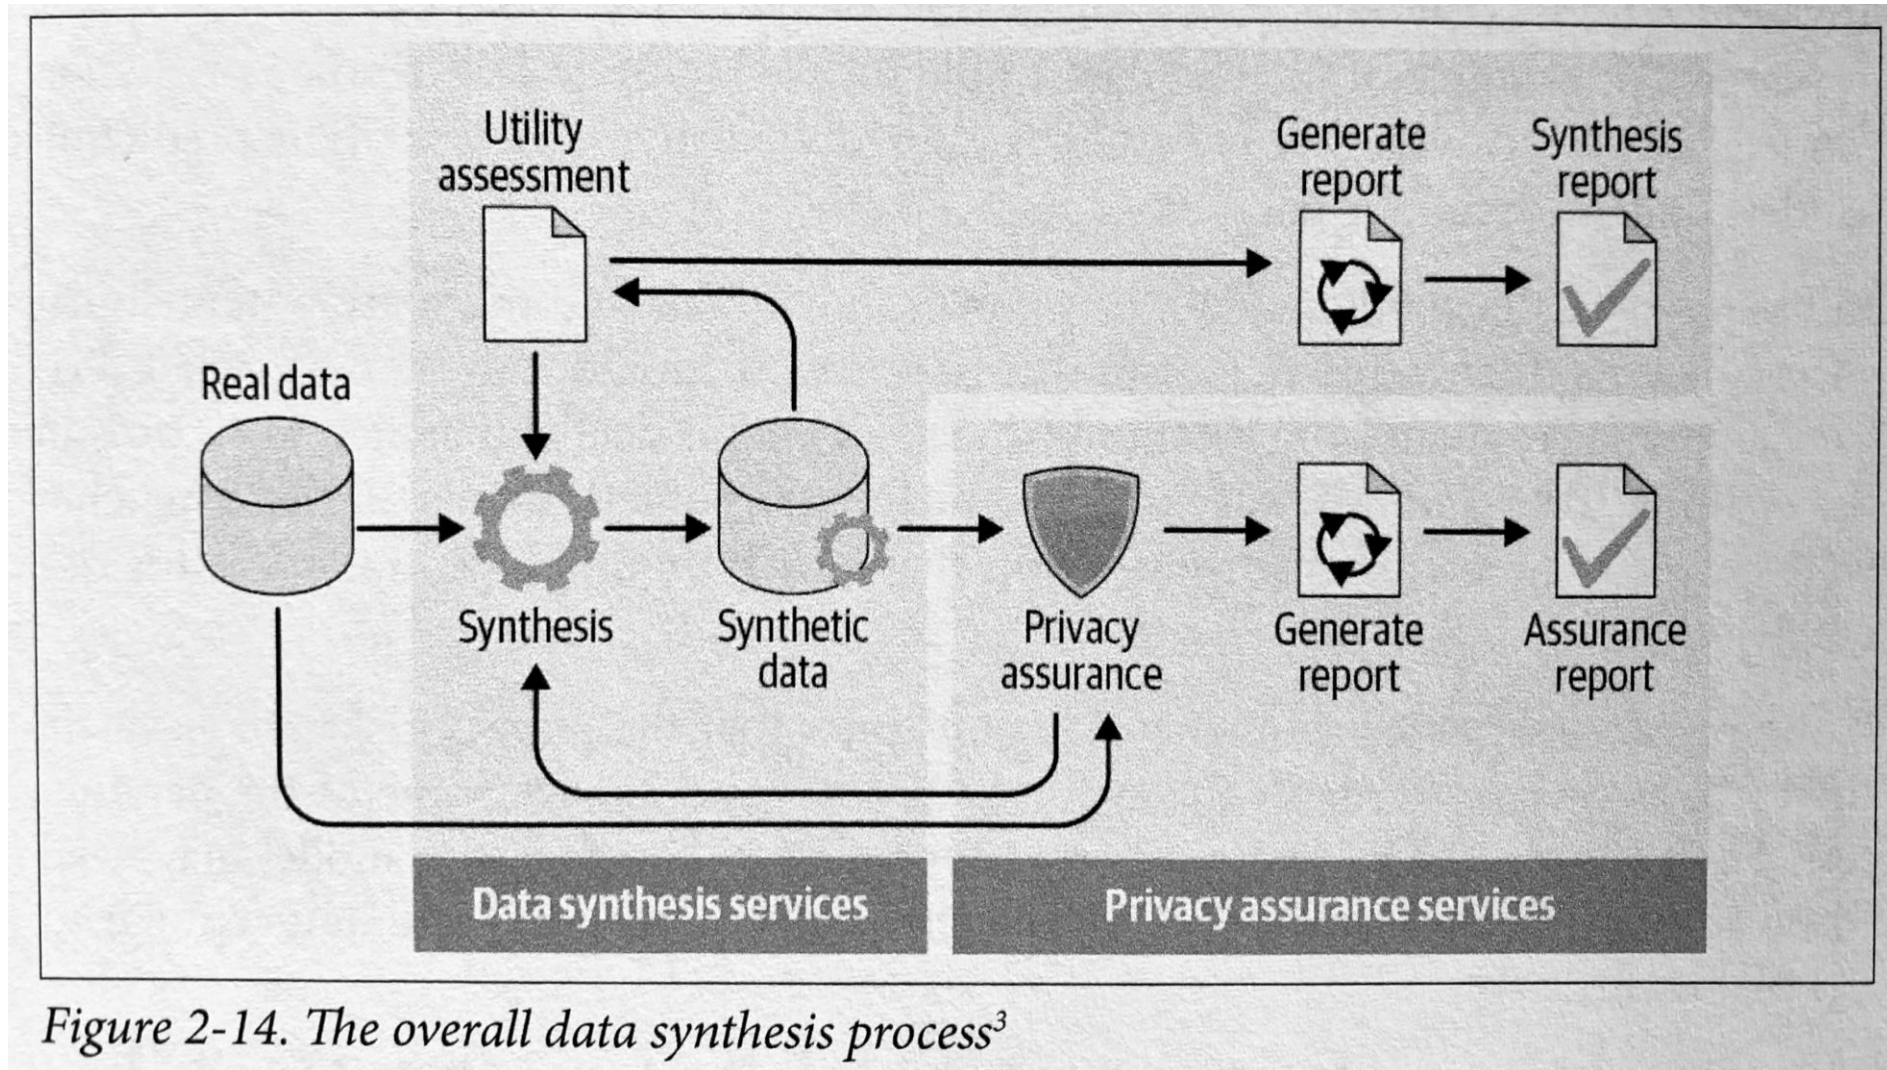 Utility
assessment
Generate
report
Synthesis
report
Real data
Synthesis
Synthetic
data
Privacy
assurance
Generate
report
Assurance
report
Data synthesis services
Privacy assurance services
Figure 2-14. The overall data synthesis process³